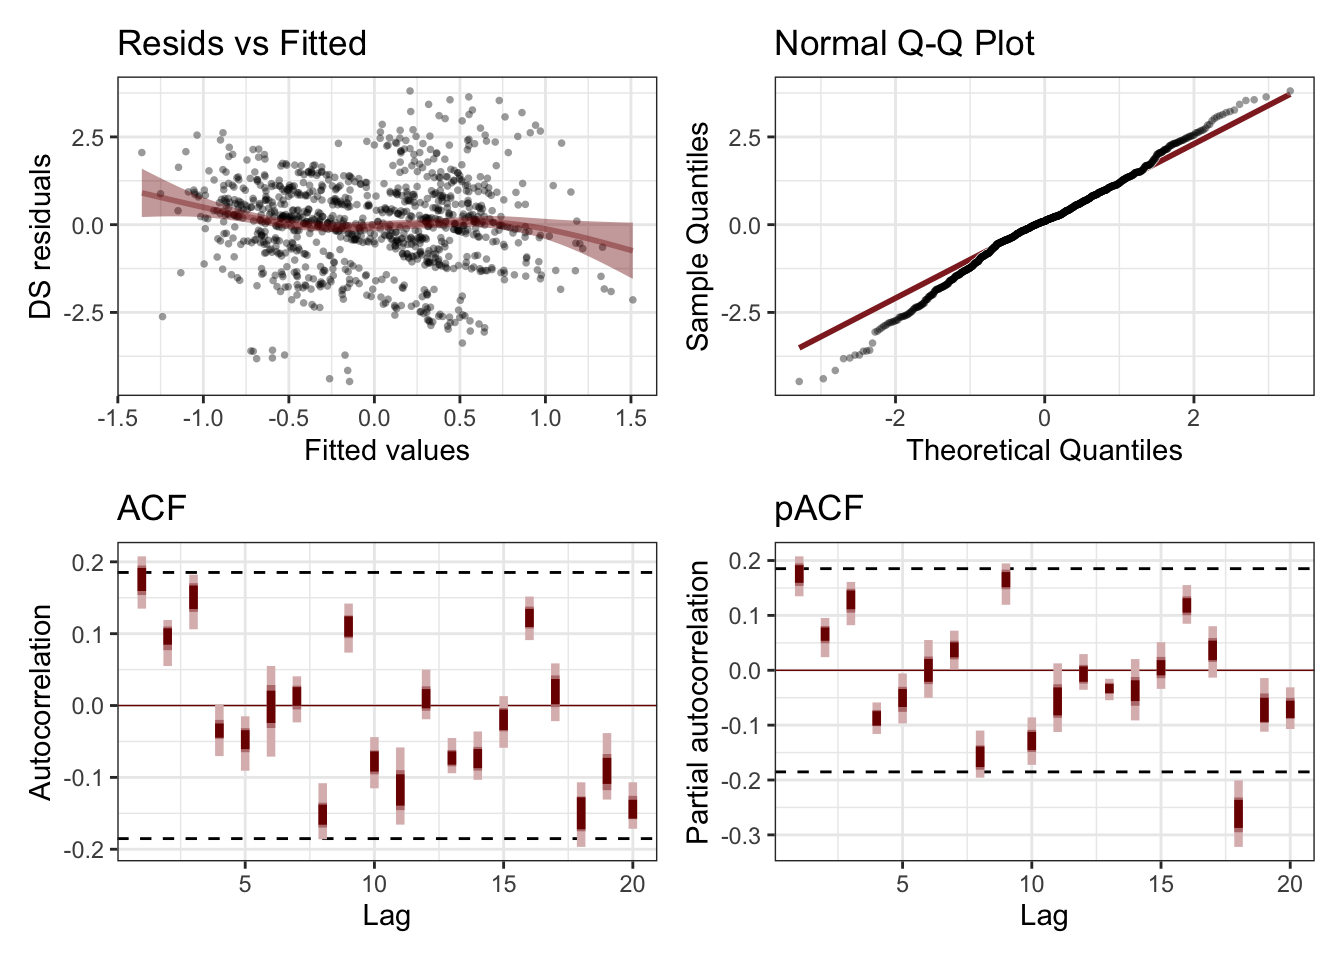 Resids vs Fitted
DS residuals
2.5
0.0
-2.5
-1.5 -1.0 -0.5 0.0 0.5 1.0 1.5
Fitted values
Normal Q-Q Plot
Sample Quantiles
2.5
0.0
-2.5
-2 0 2
Theoretical Quantiles
ACF
Autocorrelation
0.2
0.1
0.0
-0.1
-0.2
5 10 15 20
Lag
pACF
Partial autocorrelation
0.2
0.1
0.0
-0.1
-0.2
-0.3
5 10 15 20
Lag